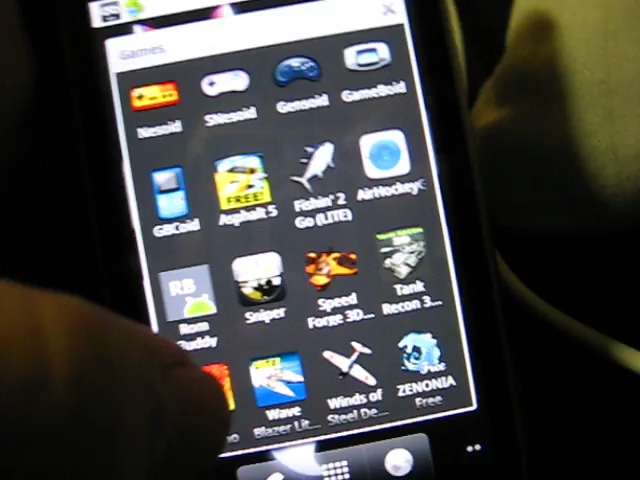 Games
Nesoid SNesoid Gensoid GameBoid
GBCoid Asphalt 5 Fishin' 2 AirHockey
FREE!
Go (LITE)
RB
Rom Sniper Speed Tank
Buddy Forge 3D... Recon 3...
Wave Winds of ZENONIA
Blazer Lit... Steel De... Free